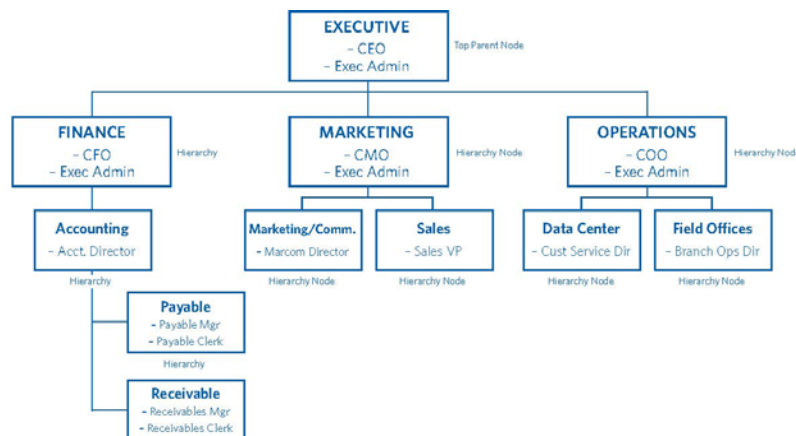 EXECUTIVE
– CEO
– Exec Admin
Top Parent Node
FINANCE
– CFO
– Exec Admin
Hierarchy
MARKETING
– CMO
– Exec Admin
Hierarchy Node
OPERATIONS
– COO
– Exec Admin
Hierarchy Nod
Accounting
– Acct. Director
Hierarchy
Marketing/Comm.
– Marcom Director
Hierarchy Node
Sales
– Sales VP
Hierarchy Node
Data Center
– Cust Service Dir
Hierarchy Node
Field Offices
– Branch Ops Dir
Hierarchy Node
Payable
– Payable Mgr
– Payable Clerk
Hierarchy
Receivable
– Receivables Mgr
– Receivables Clerk